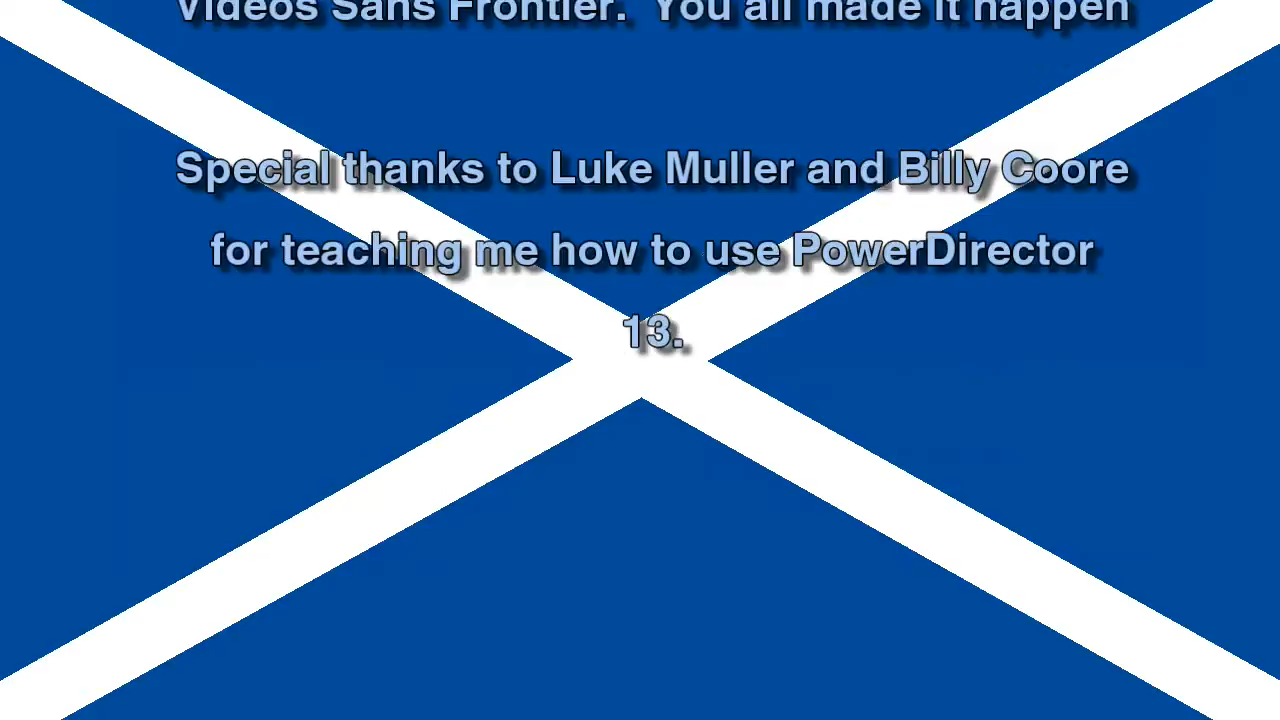 Videos Sans Frontier.  You all made it happen
Special thanks to Luke Muller and Billy Coore
for teaching me how to use PowerDirector
13.